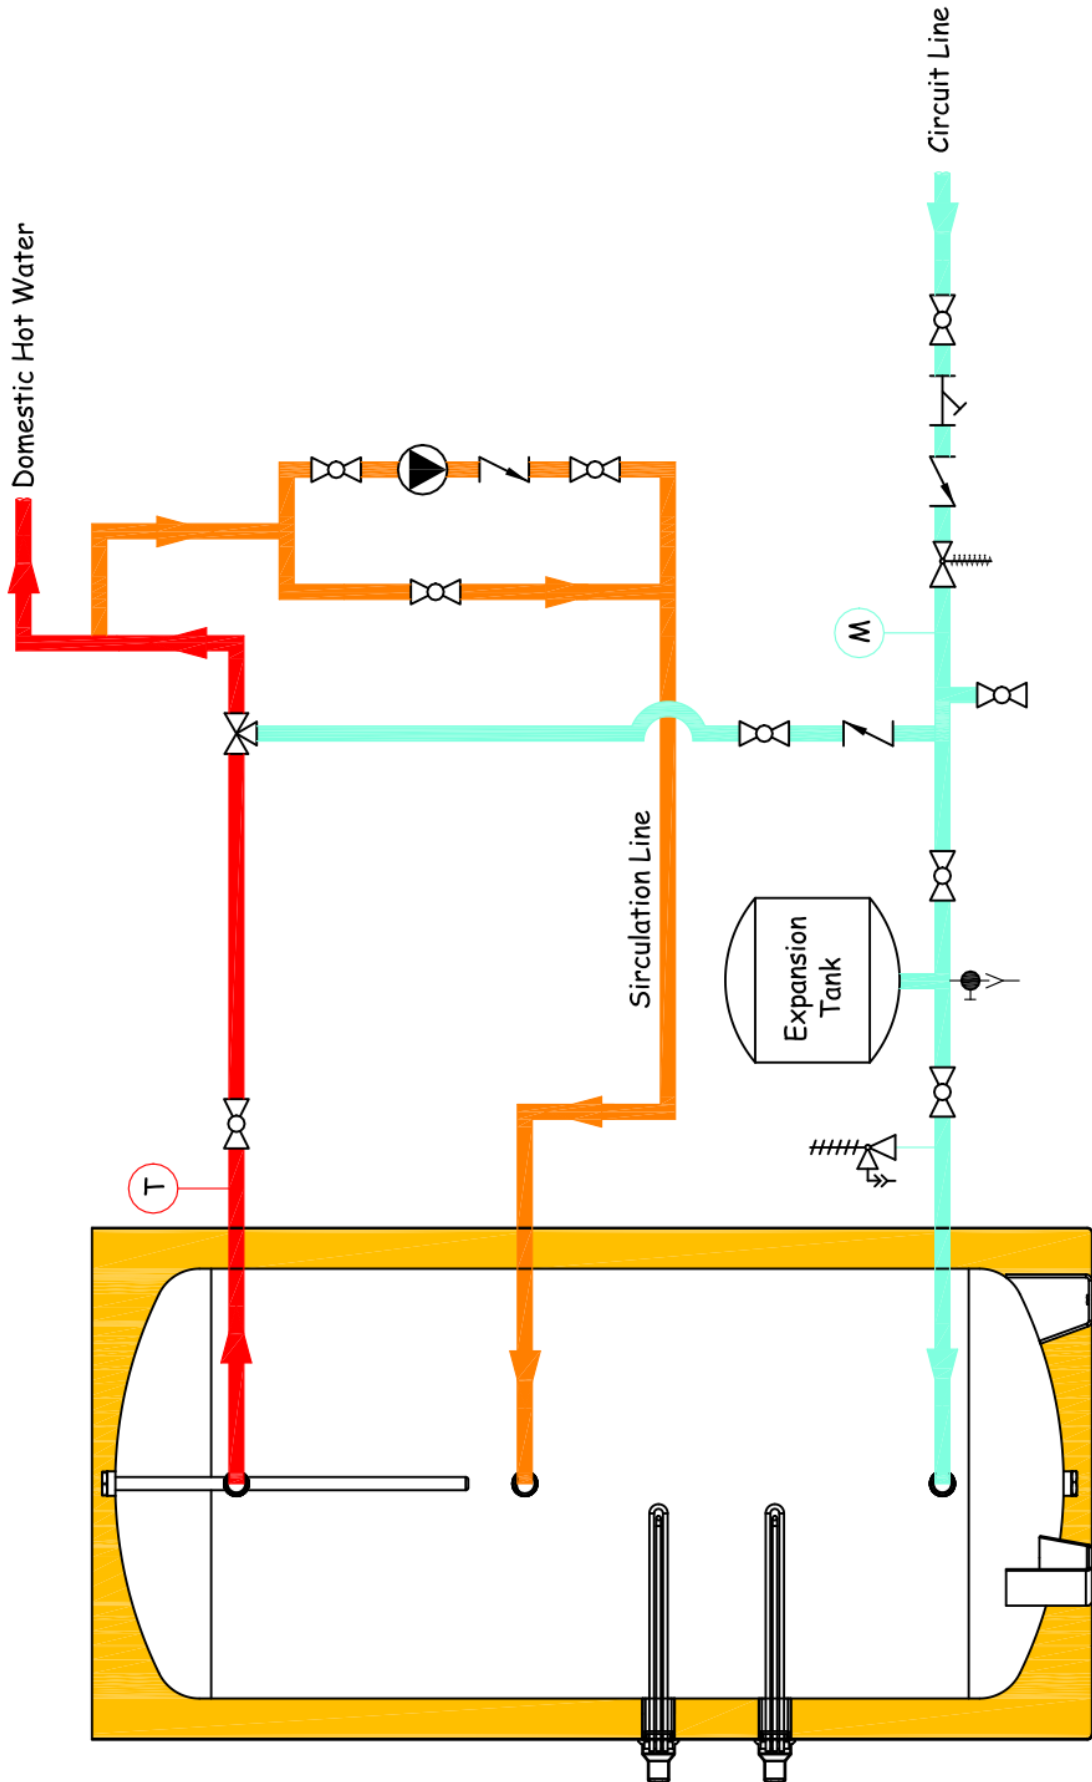 Domestic Hot Water
Circuit Line
M
Sirculation Line
Expansion
Tank
T